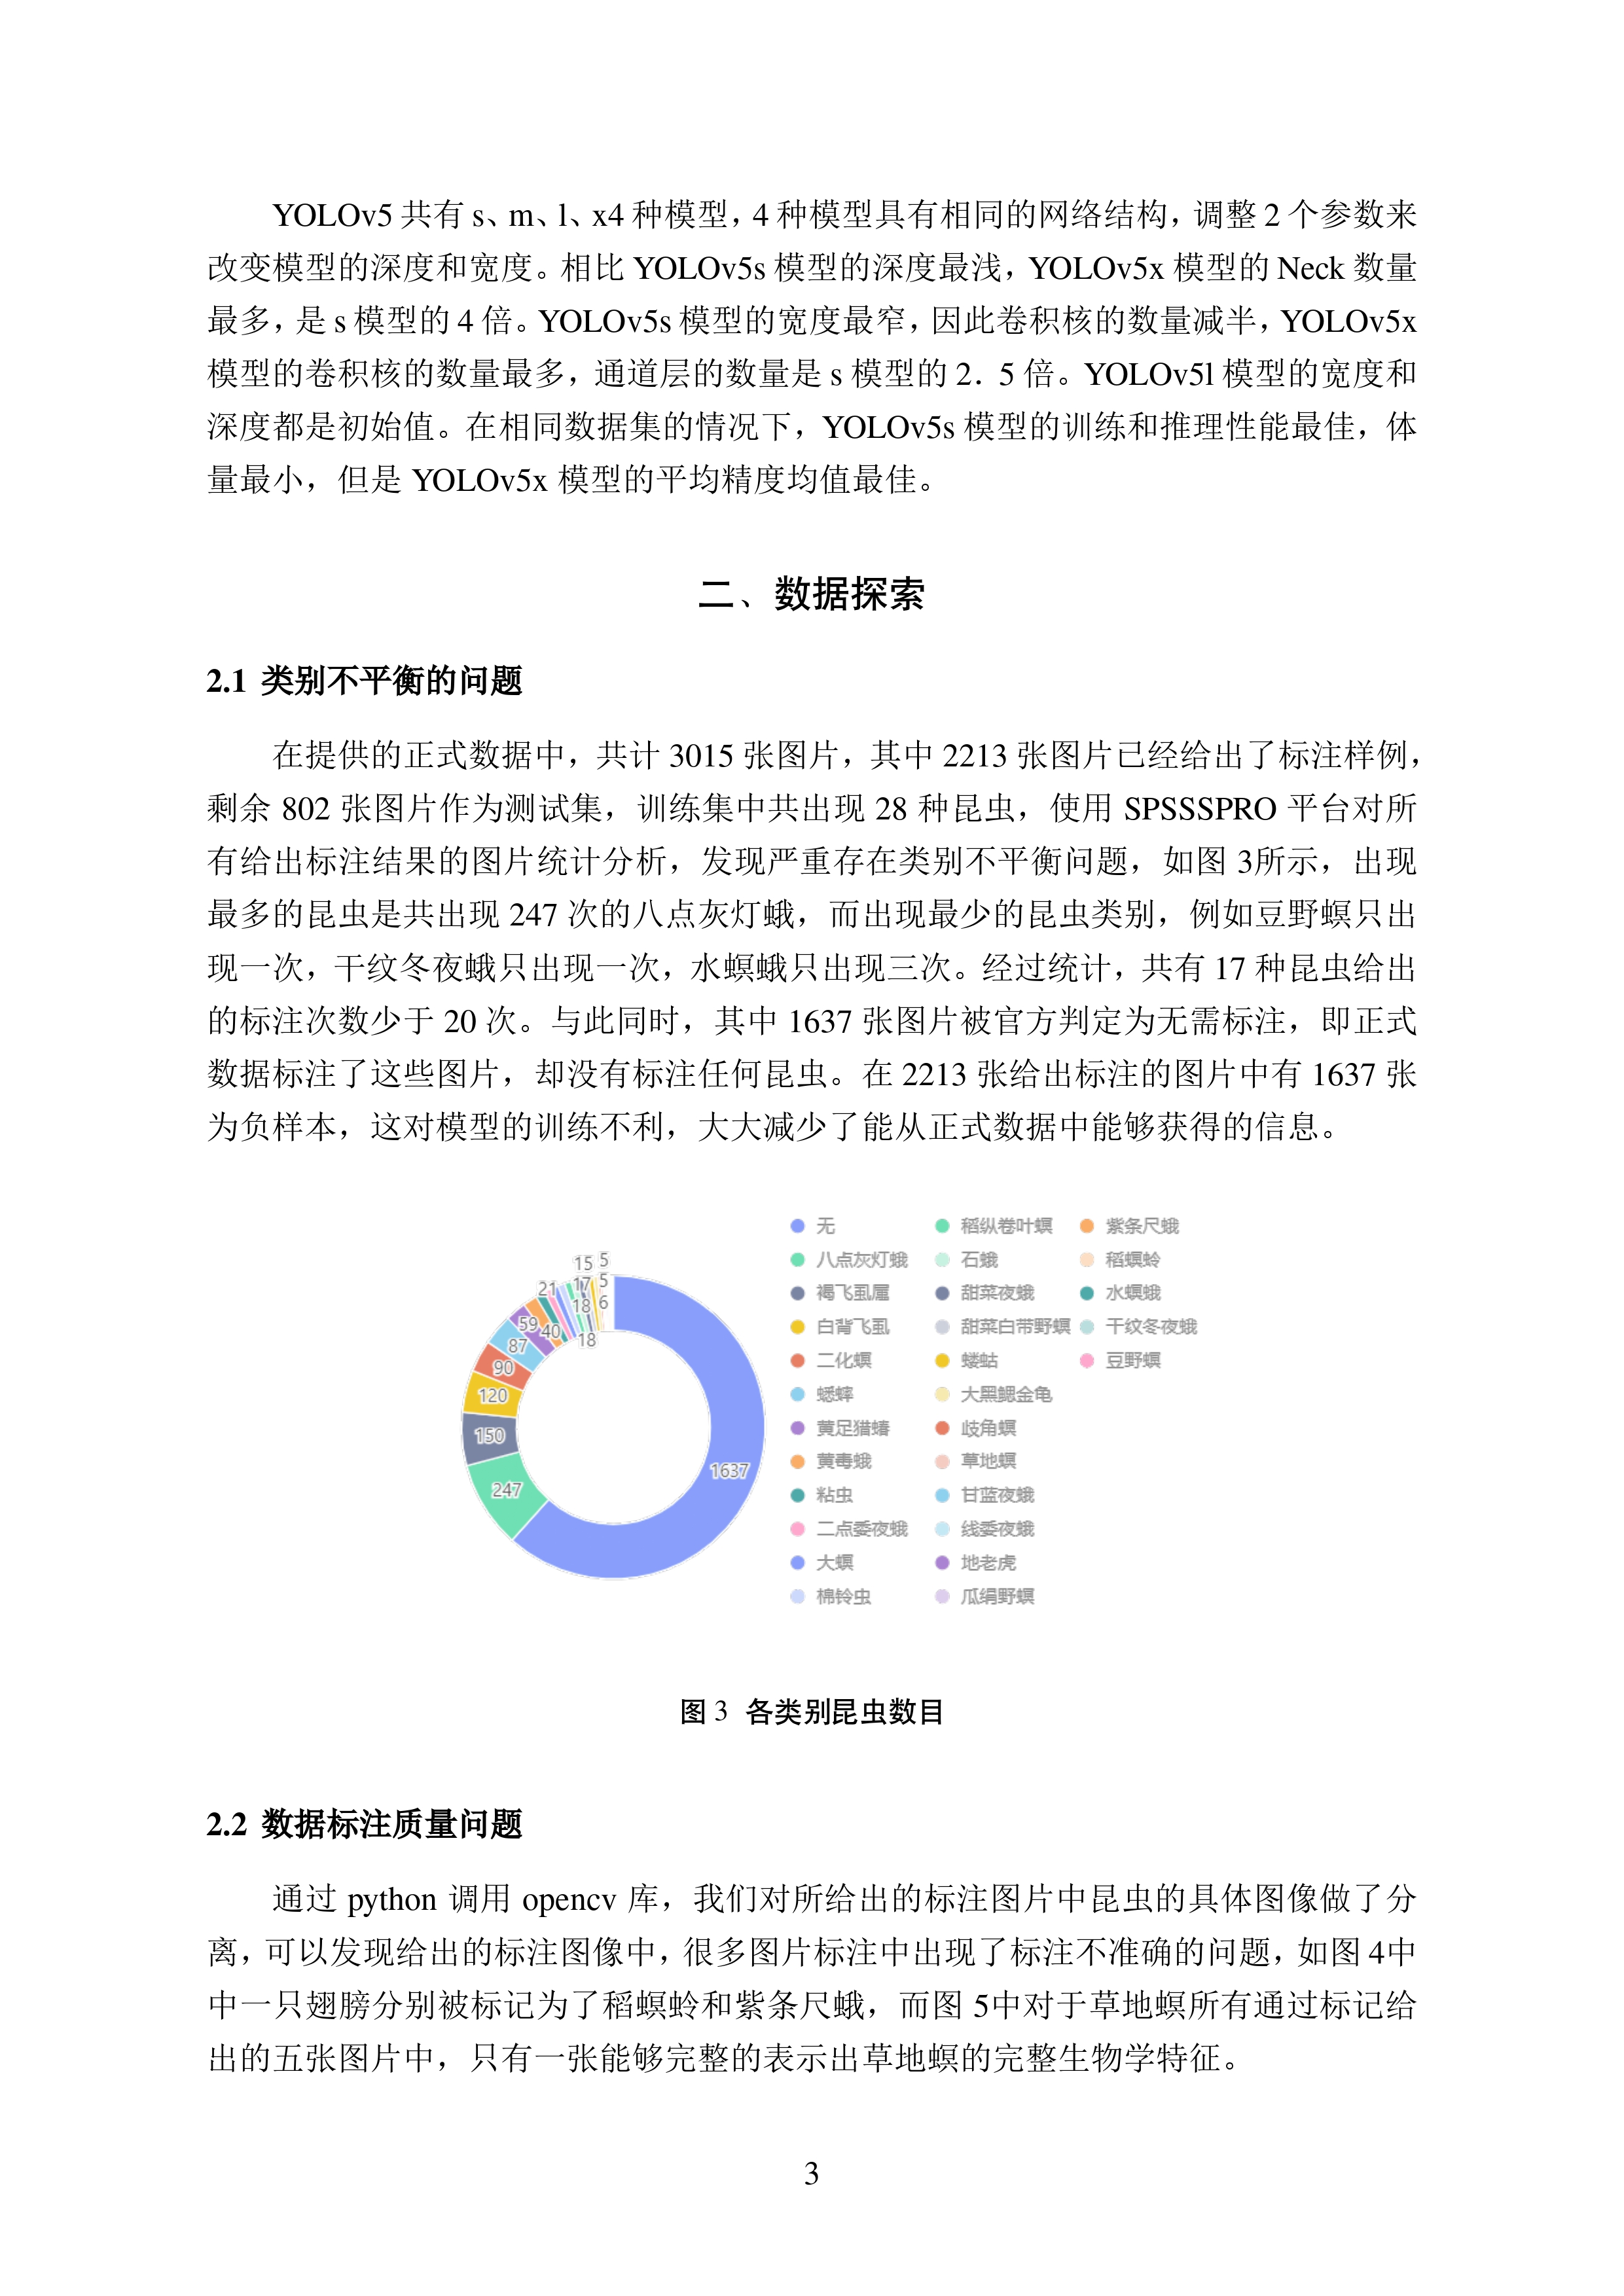 YOLOv5 共有 s、m、l、x4 种模型，4 种模型具有相同的网络结构，调整 2 个参数来
改变模型的深度和宽度。相比 YOLOv5s 模型的深度最浅，YOLOv5x 模型的 Neck 数量
最多，是 s 模型的 4 倍。YOLOv5s 模型的宽度最窄，因此卷积核的数量减半，YOLOv5x
模型的卷积核的数量最多，通道层的数量是 s 模型的 2．5 倍。YOLOv5l 模型的宽度和
深度都是初始值。在相同数据集的情况下，YOLOv5s 模型的训练和推理性能最佳，体
量最小，但是 YOLOv5x 模型的平均精度均值最佳。
二、数据探索
2.1 类别不平衡的问题
在提供的正式数据中，共计 3015 张图片，其中 2213 张图片已经给出了标注样例，
剩余 802 张图片作为测试集，训练集中共出现 28 种昆虫，使用 SPSSSPRO 平台对所
有给出标注结果的图片统计分析，发现严重存在类别不平衡问题，如图 3所示，出现
最多的昆虫是共出现 247 次的八点灰灯蛾，而出现最少的昆虫类别，例如豆野螟只出
现一次，干纹冬夜蛾只出现一次，水螟蛾只出现三次。经过统计，共有 17 种昆虫给出
的标注次数少于 20 次。与此同时，其中 1637 张图片被官方判定为无需标注，即正式
数据标注了这些图片，却没有标注任何昆虫。在 2213 张给出标注的图片中有 1637 张
为负样本，这对模型的训练不利，大大减少了能从正式数据中能够获得的信息。
15 5
21 17 5
18 6
59 40
18
87
90
120
150
1637
247
无 稻纵卷叶螟 紫条尺蛾
八点灰灯蛾 石蛾 稻螟蛉
褐飞虱属 甜菜夜蛾 水螟蛾
白背飞虱 甜菜白带野螟 干纹冬夜蛾
二化螟 蝼蛄 豆野螟
蟋蟀 大黑鳃金龟
黄足猎蝽 歧角螟
黄毒蛾 草地螟
粘虫 甘蓝夜蛾
二点委夜蛾 线委夜蛾
大螟 地老虎
棉铃虫 瓜绢野螟
图 3 各类别昆虫数目
2.2 数据标注质量问题
通过 python 调用 opencv 库，我们对所给出的标注图片中昆虫的具体图像做了分
离，可以发现给出的标注图像中，很多图片标注中出现了标注不准确的问题，如图 4中
中一只翅膀分别被标记为了稻螟蛉和紫条尺蛾，而图 5中对于草地螟所有通过标记给
出的五张图片中，只有一张能够完整的表示出草地螟的完整生物学特征。
3